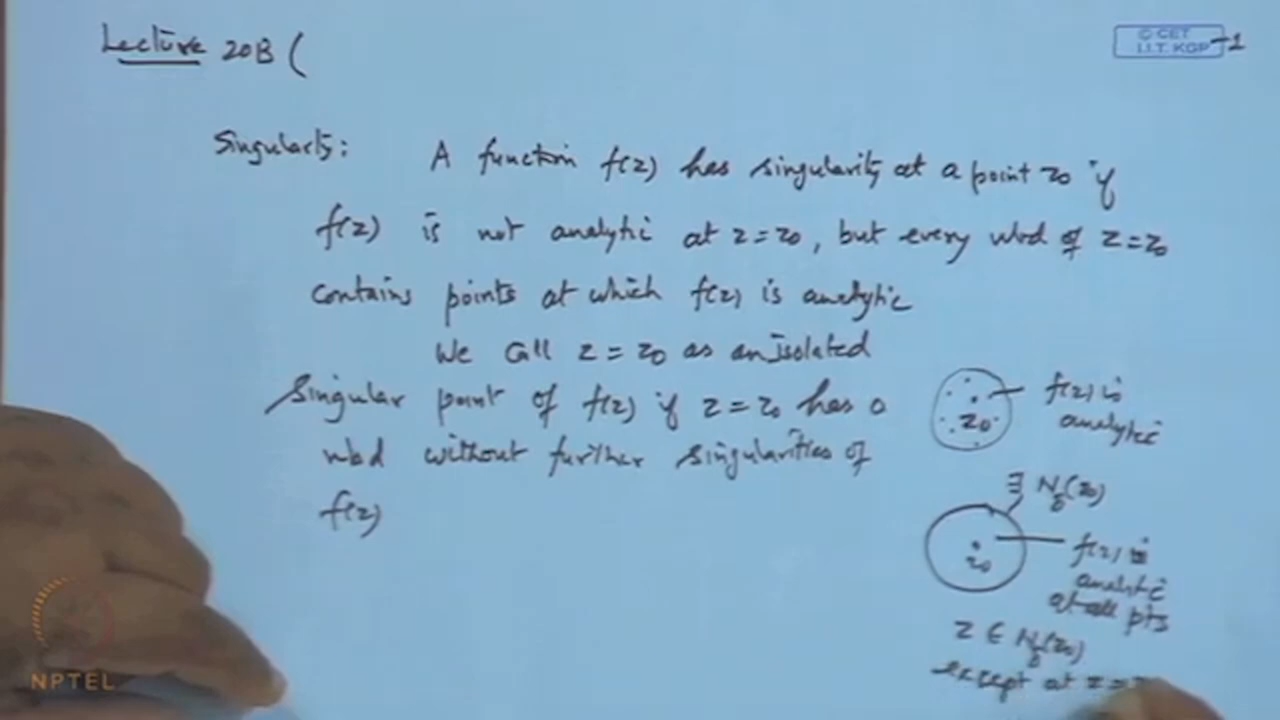 Lecture 20B (
© CET
I.I.T. KGP
-1
Singularity: A function f(z) has singularity at a point z0 if
f(z) is not analytic at z=z0, but every nbd of z=z0
contains points at which f(z) is analytic
We call z=z0 as an isolated
singular point of f(z) if z=z0 has a
nbd without further singularities of
f(z)
z0
f(z) is
analytic
∃ Nδ(z0)
z0
f(z) is
analytic
at all pts
z ∈ Nδ(z0)
except at z=
NPTEL